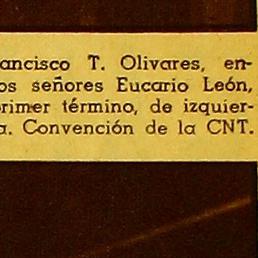 ancisco T. Olivares, en-
os señores Eucario León,
rimer término, de izquier-
a. Convención de la CNT.